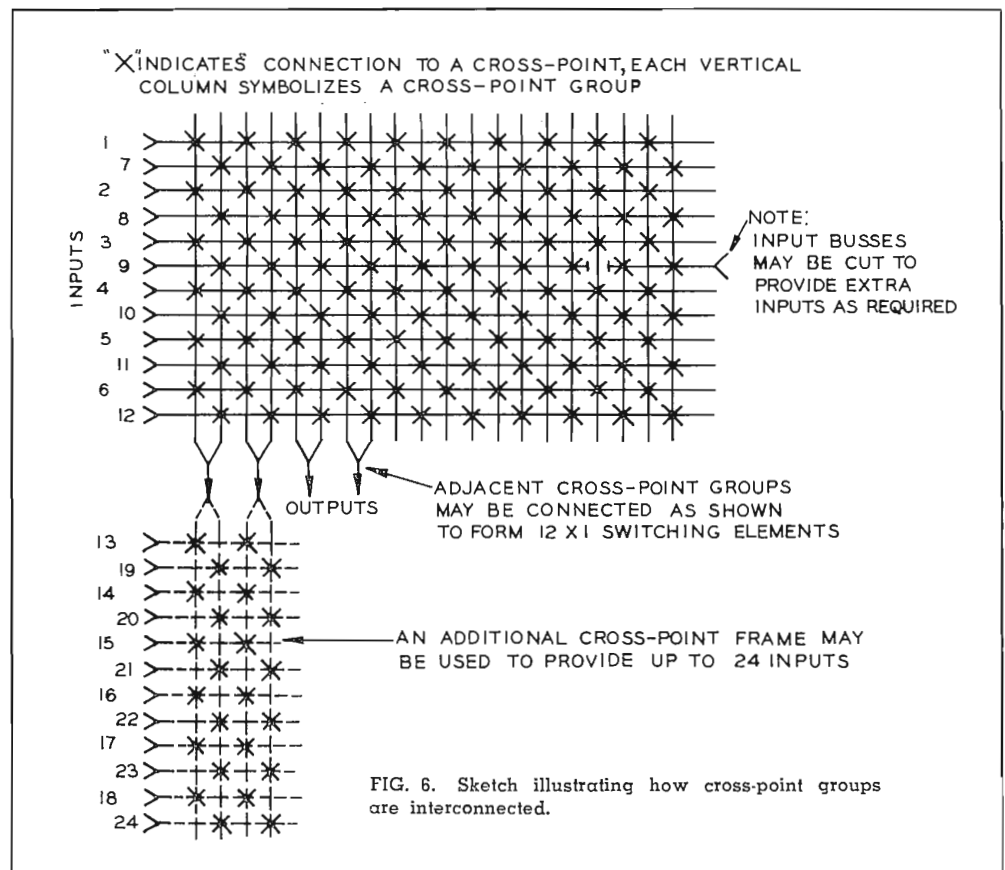 "X"INDICATES" CONNECTION TO A CROSS-POINT, EACH VERTICAL
COLUMN SYMBOLIZES A CROSS-POINT GROUP
INPUTS
1
7
2
8
3
9
4
10
5
11
6
12
NOTE:
INPUT BUSSES
MAY BE CUT TO
PROVIDE EXTRA
INPUTS AS REQUIRED
OUTPUTS
ADJACENT CROSS-POINT GROUPS
MAY BE CONNECTED AS SHOWN
TO FORM 12 X 1 SWITCHING ELEMENTS
13
19
14
20
15
21
16
22
17
23
18
24
AN ADDITIONAL CROSS-POINT FRAME MAY
BE USED TO PROVIDE UP TO 24 INPUTS
FIG. 6. Sketch illustrating how cross-point groups
are interconnected.